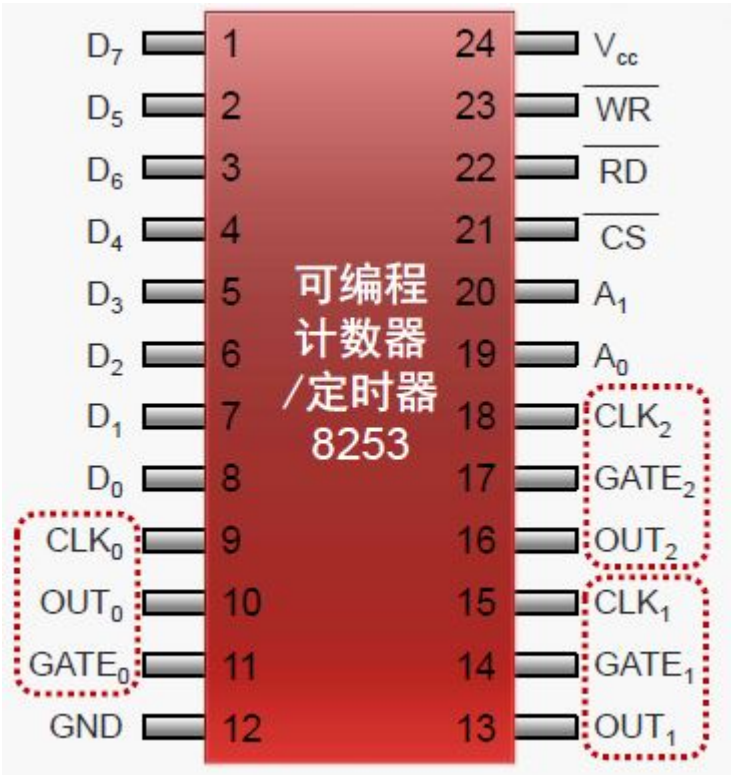 D7 1 24 Vcc
D5 2 23 WR
D6 3 22 RD
D4 4 21 CS
D3 5 20 A1
D2 6 19 A0
D1 7 18 CLK2
D0 8 17 GATE2
CLK0 9 16 OUT2
OUT0 10 15 CLK1
GATE0 11 14 GATE1
GND 12 13 OUT1
可编程
计数器
/定时器
8253